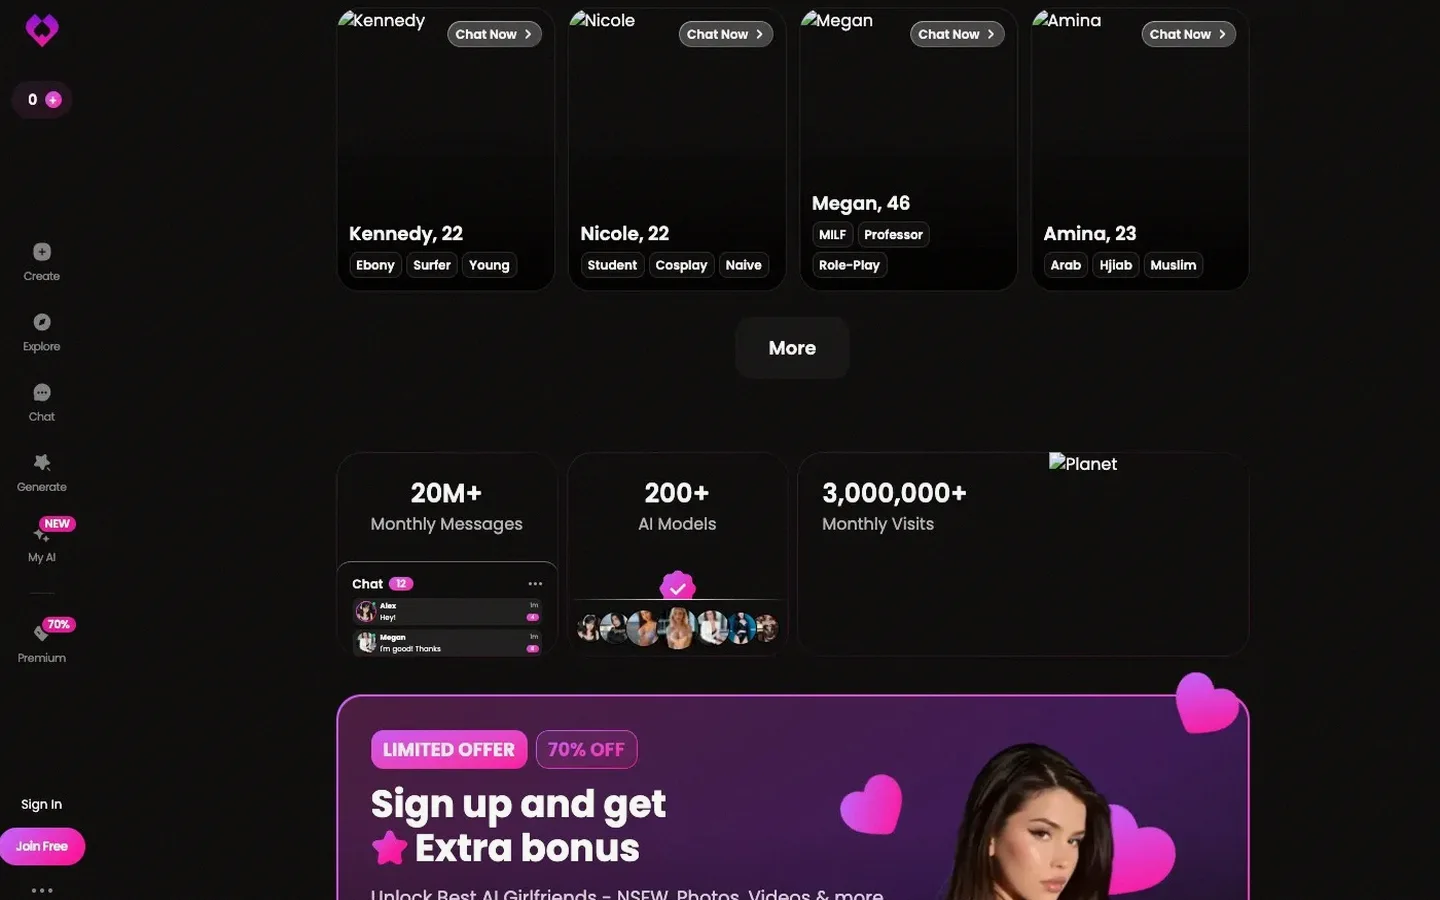 0
Create
Explore
Chat
Generate
NEW
My AI
70%
Premium
Sign In
Join Free
Kennedy
Chat Now
Kennedy, 22
Ebony Surfer Young
Nicole
Chat Now
Nicole, 22
Student Cosplay Naive
Megan
Chat Now
Megan, 46
MILF Professor
Role-Play
Amina
Chat Now
Amina, 23
Arab Hjiab Muslim
More
20M+
Monthly Messages
Chat 12
Alex 1m
Hey!
Megan 1m
I'm good! Thanks
200+
AI Models
3,000,000+
Monthly Visits
Planet
LIMITED OFFER 70% OFF
Sign up and get
Extra bonus
Unlock Best AI Girlfriends - NSFW, Photos, Videos & more